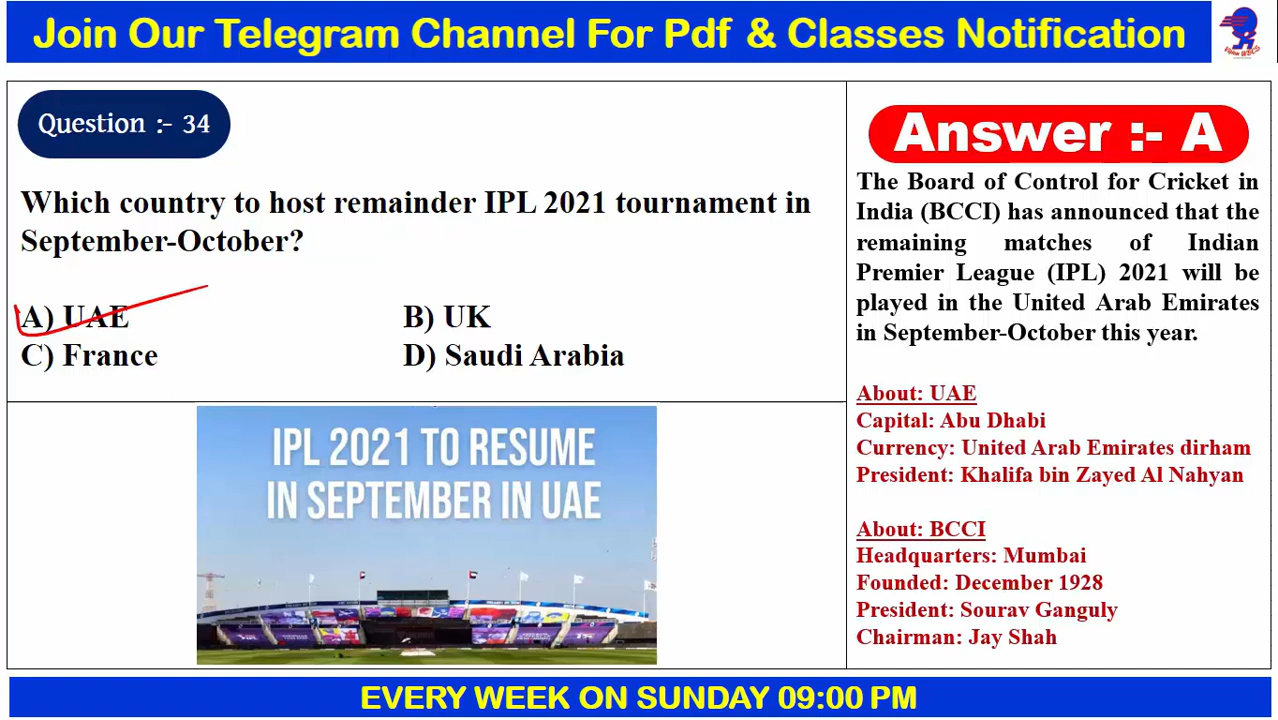 Join Our Telegram Channel For Pdf & Classes Notification
Question :- 34
Which country to host remainder IPL 2021 tournament in
September-October?
A) UAE
B) UK
C) France
D) Saudi Arabia
IPL 2021 TO RESUME
IN SEPTEMBER IN UAE
Answer :- A
The Board of Control for Cricket in
India (BCCI) has announced that the
remaining matches of Indian
Premier League (IPL) 2021 will be
played in the United Arab Emirates
in September-October this year.
About: UAE
Capital: Abu Dhabi
Currency: United Arab Emirates dirham
President: Khalifa bin Zayed Al Nahyan
About: BCCI
Headquarters: Mumbai
Founded: December 1928
President: Sourav Ganguly
Chairman: Jay Shah
EVERY WEEK ON SUNDAY 09:00 PM